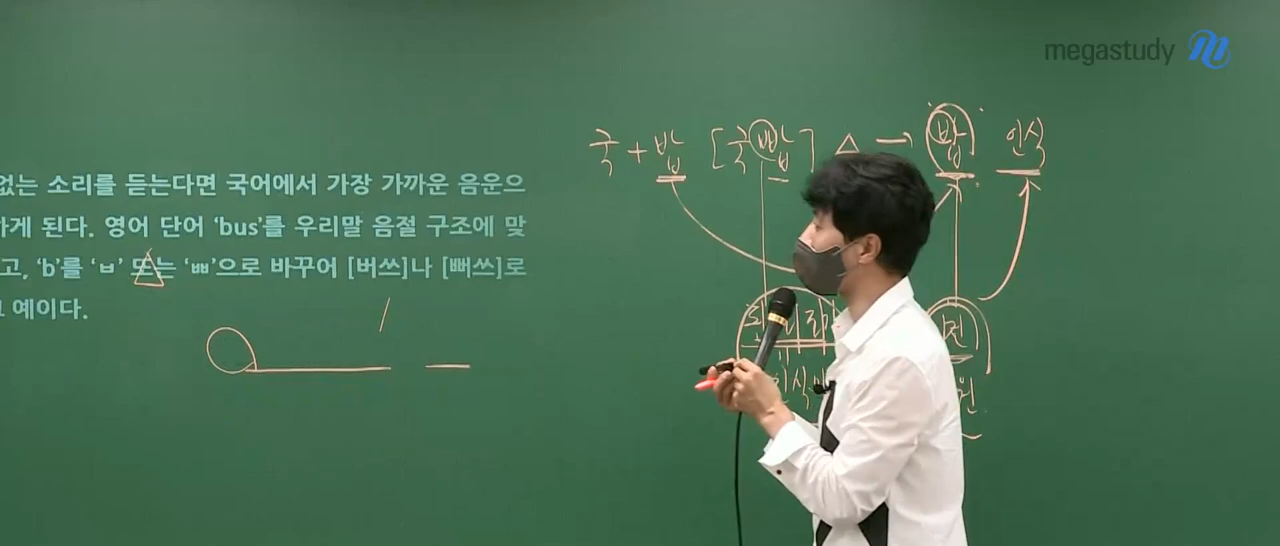 megastudy
없는 소리를 듣는다면 국어에서 가장 가까운 음운으
하게 된다. 영어 단어 ‘bus’를 우리말 음절 구조에 맞
고, ‘b’를 ‘ㅂ’ 또는 ‘ㅃ’으로 바꾸어 [버쓰]나 [뻐쓰]로
예이다.
국+밥 [국빱] △ → 밥 인식
전